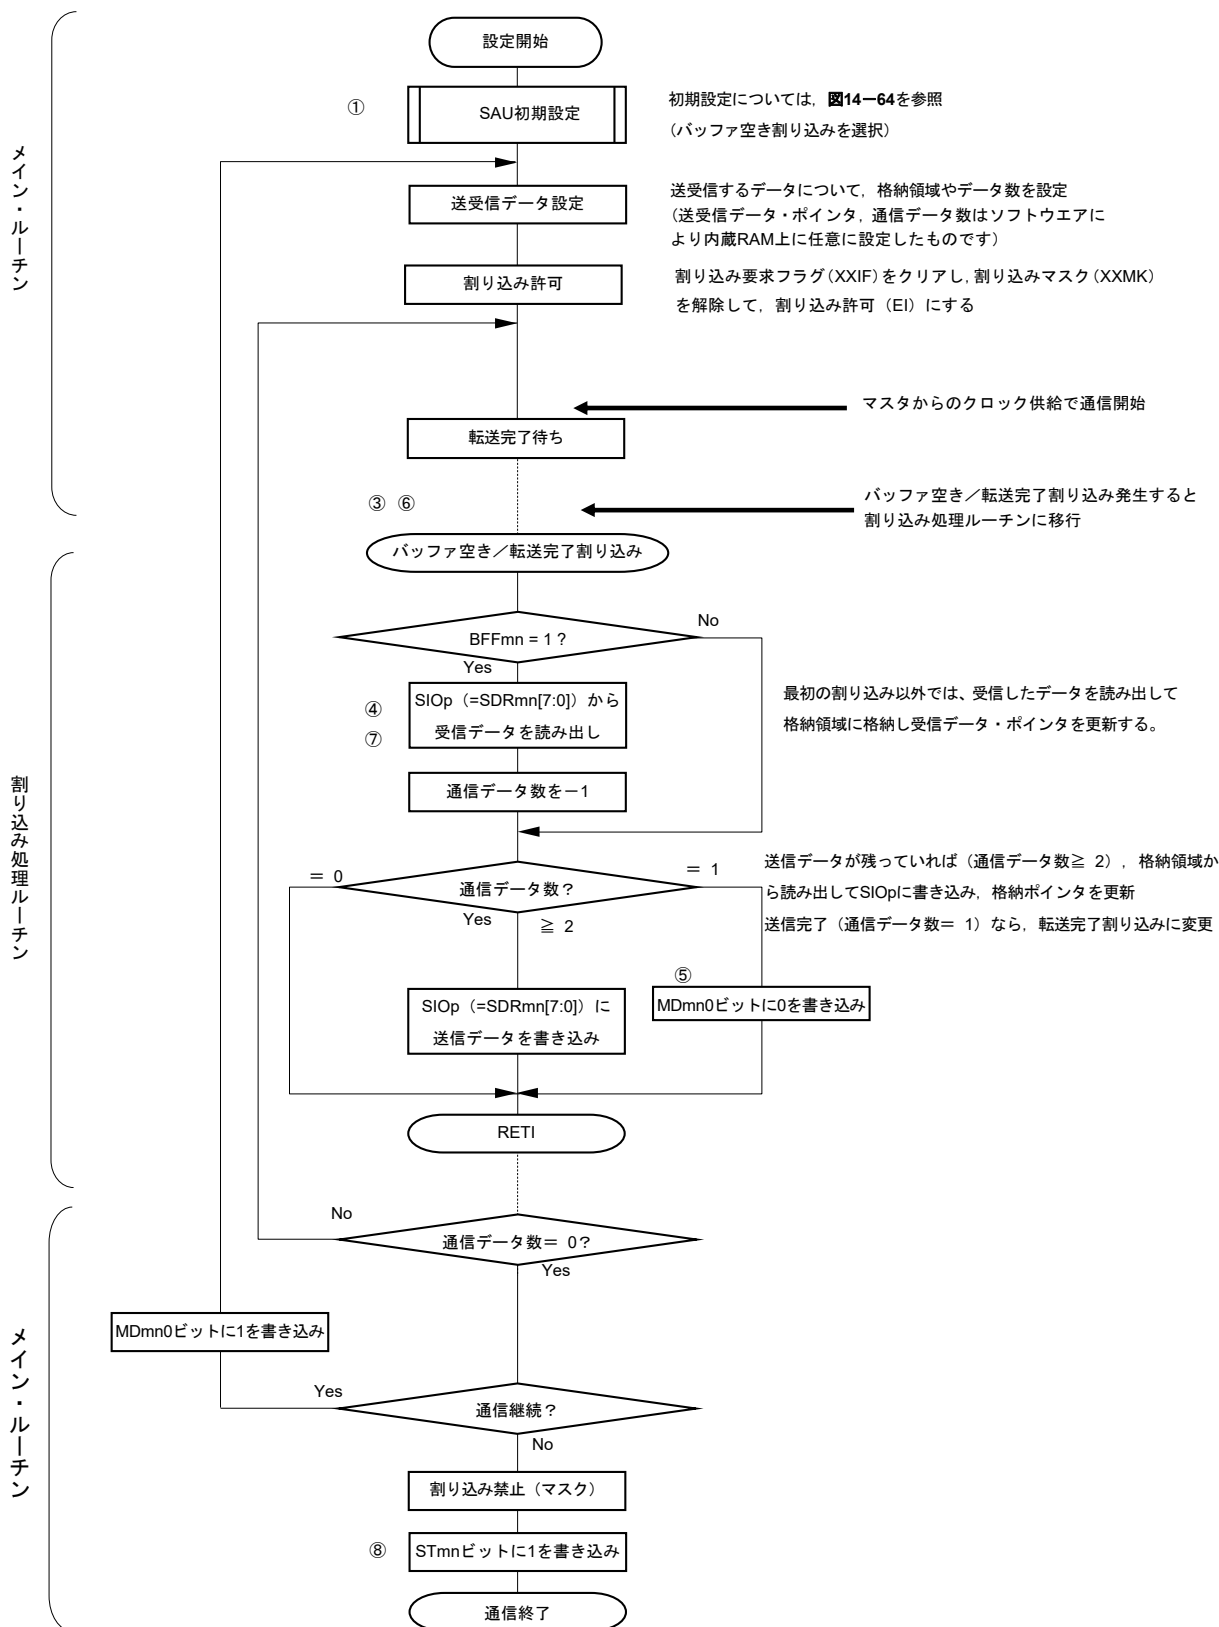 設定開始
①
SAU初期設定
初期設定については，図14－64を参照
（バッファ空き割り込みを選択）
メイン・ルーチン
送受信データ設定
送受信するデータについて，格納領域やデータ数を設定
（送受信データ・ポインタ，通信データ数はソフトウエアに
より内蔵RAM上に任意に設定したものです）
割り込み許可
割り込み要求フラグ（XXIF）をクリアし，割り込みマスク（XXMK）
を解除して，割り込み許可（EI）にする
マスタからのクロック供給で通信開始
転送完了待ち
③ ⑥
バッファ空き／転送完了割り込み発生すると
割り込み処理ルーチンに移行
バッファ空き／転送完了割り込み
割り込み処理ルーチン
BFFmn = 1？
No
Yes
④
⑦
SIOp（=SDRmn[7:0]）から
受信データを読み出し
最初の割り込み以外では、受信したデータを読み出して
格納領域に格納し受信データ・ポインタを更新する。
通信データ数を－1
＝ 0
通信データ数？
＝ 1
Yes
≧ 2
送信データが残っていれば（通信データ数≧ 2），格納領域か
ら読み出してSIOpに書き込み，格納ポインタを更新
送信完了（通信データ数＝ 1）なら，転送完了割り込みに変更
SIOp（=SDRmn[7:0]）に
送信データを書き込み
⑤
MDmn0ビットに0を書き込み
RETI
メイン・ルーチン
No
通信データ数＝ 0？
Yes
MDmn0ビットに1を書き込み
Yes
通信継続？
No
割り込み禁止（マスク）
⑧
STmnビットに1を書き込み
通信終了